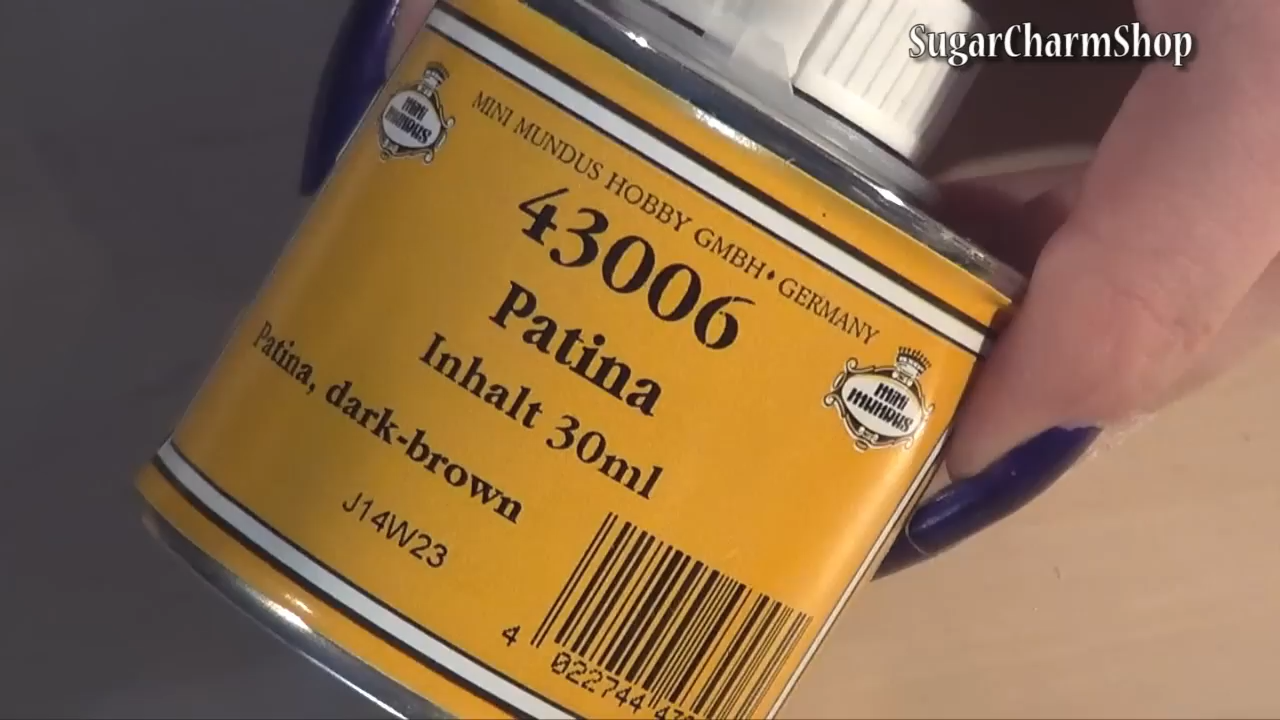 SugarCharmShop
mini mundus
MINI MUNDUS HOBBY GMBH • GERMANY
43006
Patina
Inhalt 30ml
Patina, dark-brown
J14W23
mini mundus
4 022744